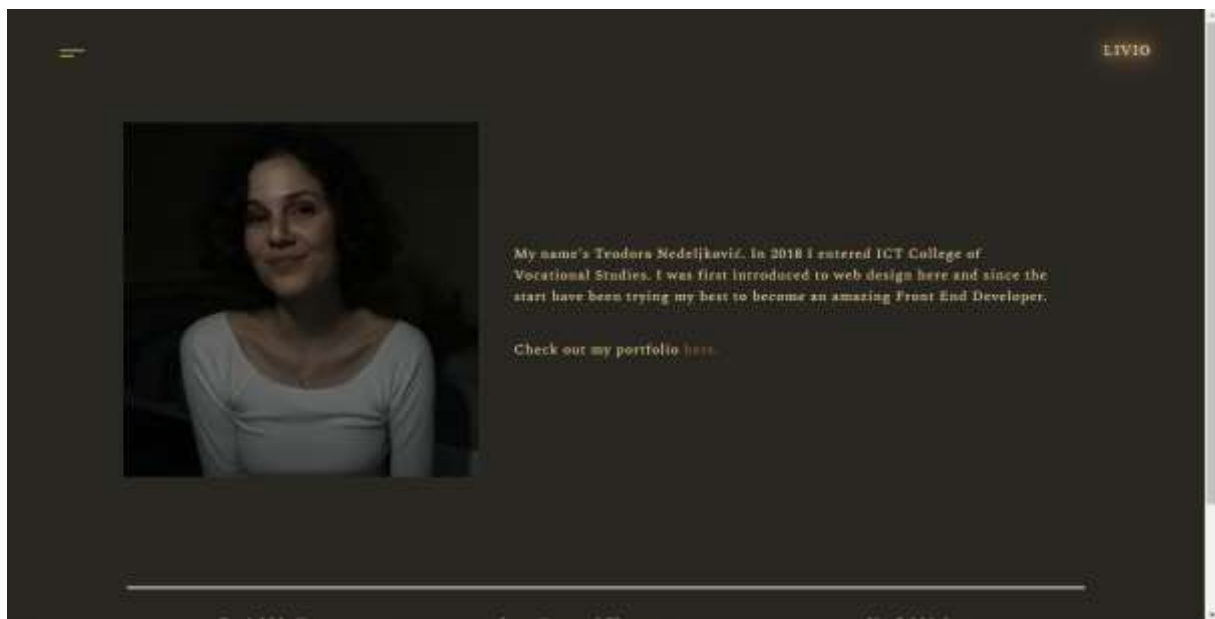 LIVIO
My name's Teodora Nedeljković. In 2018 I entered ICT College of
Vocational Studies. I was first introduced to web design here and since the
start have been trying my best to become an amazing Front End Developer.
Check out my portfolio here.